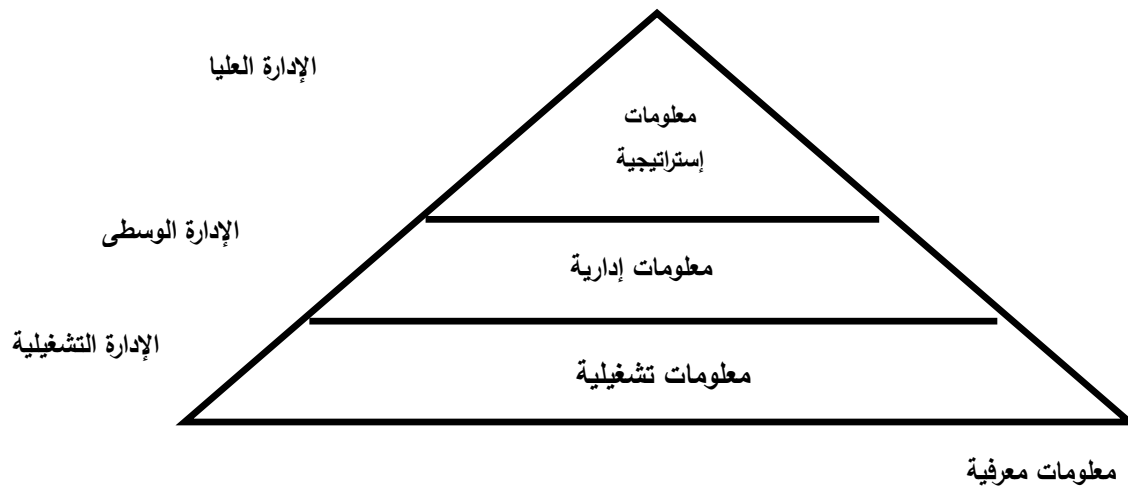 الإدارة العليا
معلومات
إستراتيجية
الإدارة الوسطى
معلومات إدارية
الإدارة التشغيلية
معلومات تشغيلية
معلومات معرفية